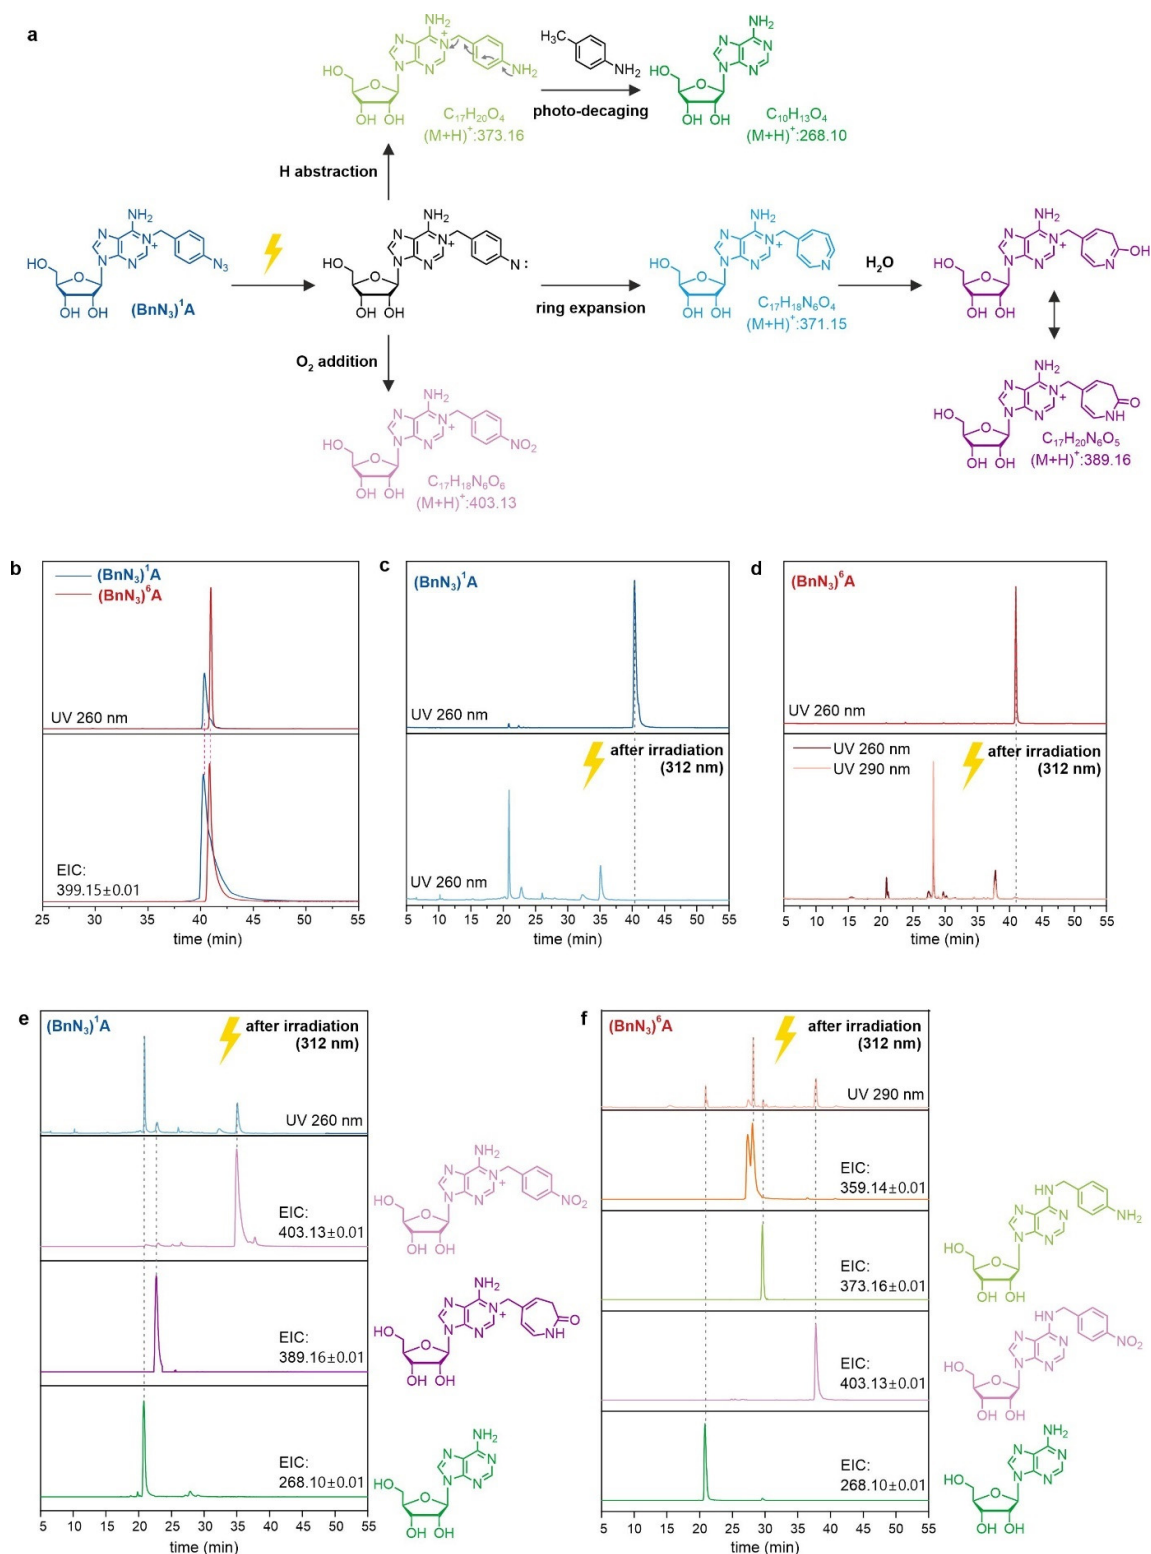 a
NH2
H3C
NH2
NH2
HO
OH OH
C17H20O4
(M+H)+:373.16
photo-decaging
HO
OH OH
NH2
C10H13O4
(M+H)+:268.10
H abstraction
NH2
N3
HO
OH OH
(BnN3)1A
NH2
N:
HO
OH OH
ring expansion
NH2
HO
OH OH
C17H18N6O4
(M+H)+:371.15
H2O
NH2
OH
HO
OH OH
O2 addition
NH2
NO2
HO
OH OH
C17H18N6O6
(M+H)+:403.13
NH2
O
NH
HO
OH OH
C17H20N6O5
(M+H)+:389.16
b
(BnN3)1A
(BnN3)6A
UV 260 nm
EIC:
399.15±0.01
25 30 35 40 45 50 55
time (min)
c
(BnN3)1A
UV 260 nm
after irradiation
(312 nm)
UV 260 nm
5 10 15 20 25 30 35 40 45 50 55
time (min)
d
(BnN3)6A
UV 260 nm
UV 260 nm
UV 290 nm
after irradiation
(312 nm)
5 10 15 20 25 30 35 40 45 50 55
time (min)
e
(BnN3)1A
after irradiation
(312 nm)
UV 260 nm
EIC:
403.13±0.01
EIC:
389.16±0.01
EIC:
268.10±0.01
5 10 15 20 25 30 35 40 45 50 55
time (min)
NH2
NO2
HO
OH OH
NH2
O
NH
HO
OH OH
NH2
HO
OH OH
f
(BnN3)6A
after irradiation
(312 nm)
UV 290 nm
EIC:
359.14±0.01
EIC:
373.16±0.01
EIC:
403.13±0.01
EIC:
268.10±0.01
5 10 15 20 25 30 35 40 45 50 55
time (min)
HN
NH2
HO
OH OH
HN
NO2
HO
OH OH
NH2
HO
OH OH